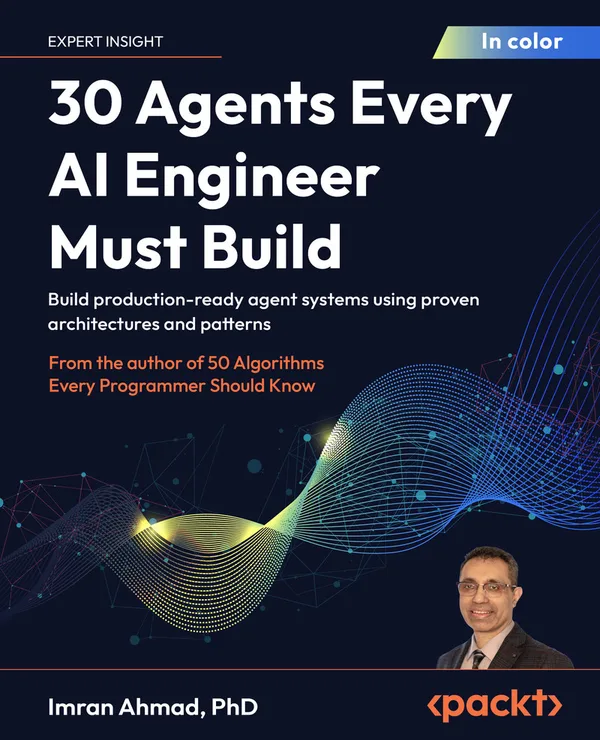 EXPERT INSIGHT
In color
30 Agents Every
AI Engineer
Must Build
Build production-ready agent systems using proven
architectures and patterns
From the author of 50 Algorithms
Every Programmer Should Know
Imran Ahmad, PhD
<packt>